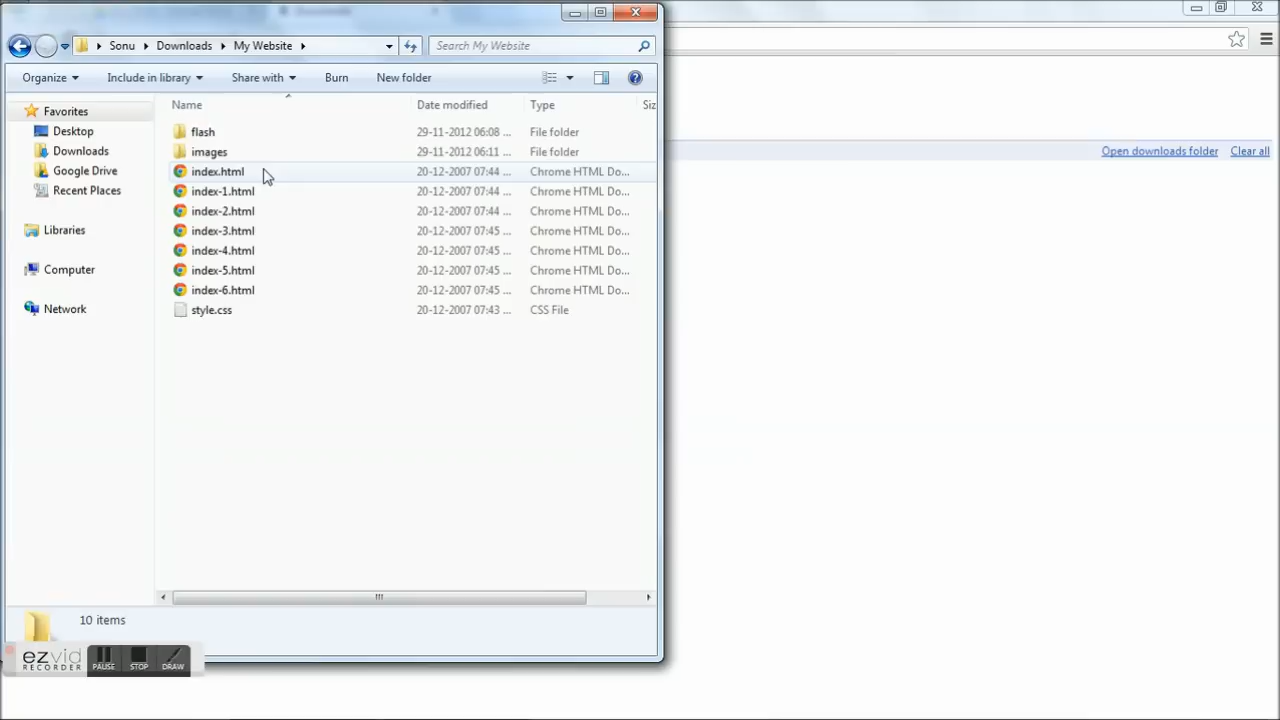 Sonu Downloads My Website
Search My Website
Organize Include in library Share with Burn New folder
Name Date modified Type Siz
Favorites
Desktop
Downloads
Google Drive
Recent Places
Libraries
Computer
Network
flash 29-11-2012 06:08 ... File folder
images 29-11-2012 06:11 ... File folder
index.html 20-12-2007 07:44 ... Chrome HTML Do...
index-1.html 20-12-2007 07:44 ... Chrome HTML Do...
index-2.html 20-12-2007 07:44 ... Chrome HTML Do...
index-3.html 20-12-2007 07:45 ... Chrome HTML Do...
index-4.html 20-12-2007 07:45 ... Chrome HTML Do...
index-5.html 20-12-2007 07:45 ... Chrome HTML Do...
index-6.html 20-12-2007 07:45 ... Chrome HTML Do...
style.css 20-12-2007 07:43 ... CSS File
Open downloads folder Clear all
10 items
ezvid
RECORDER
PAUSE STOP DRAW